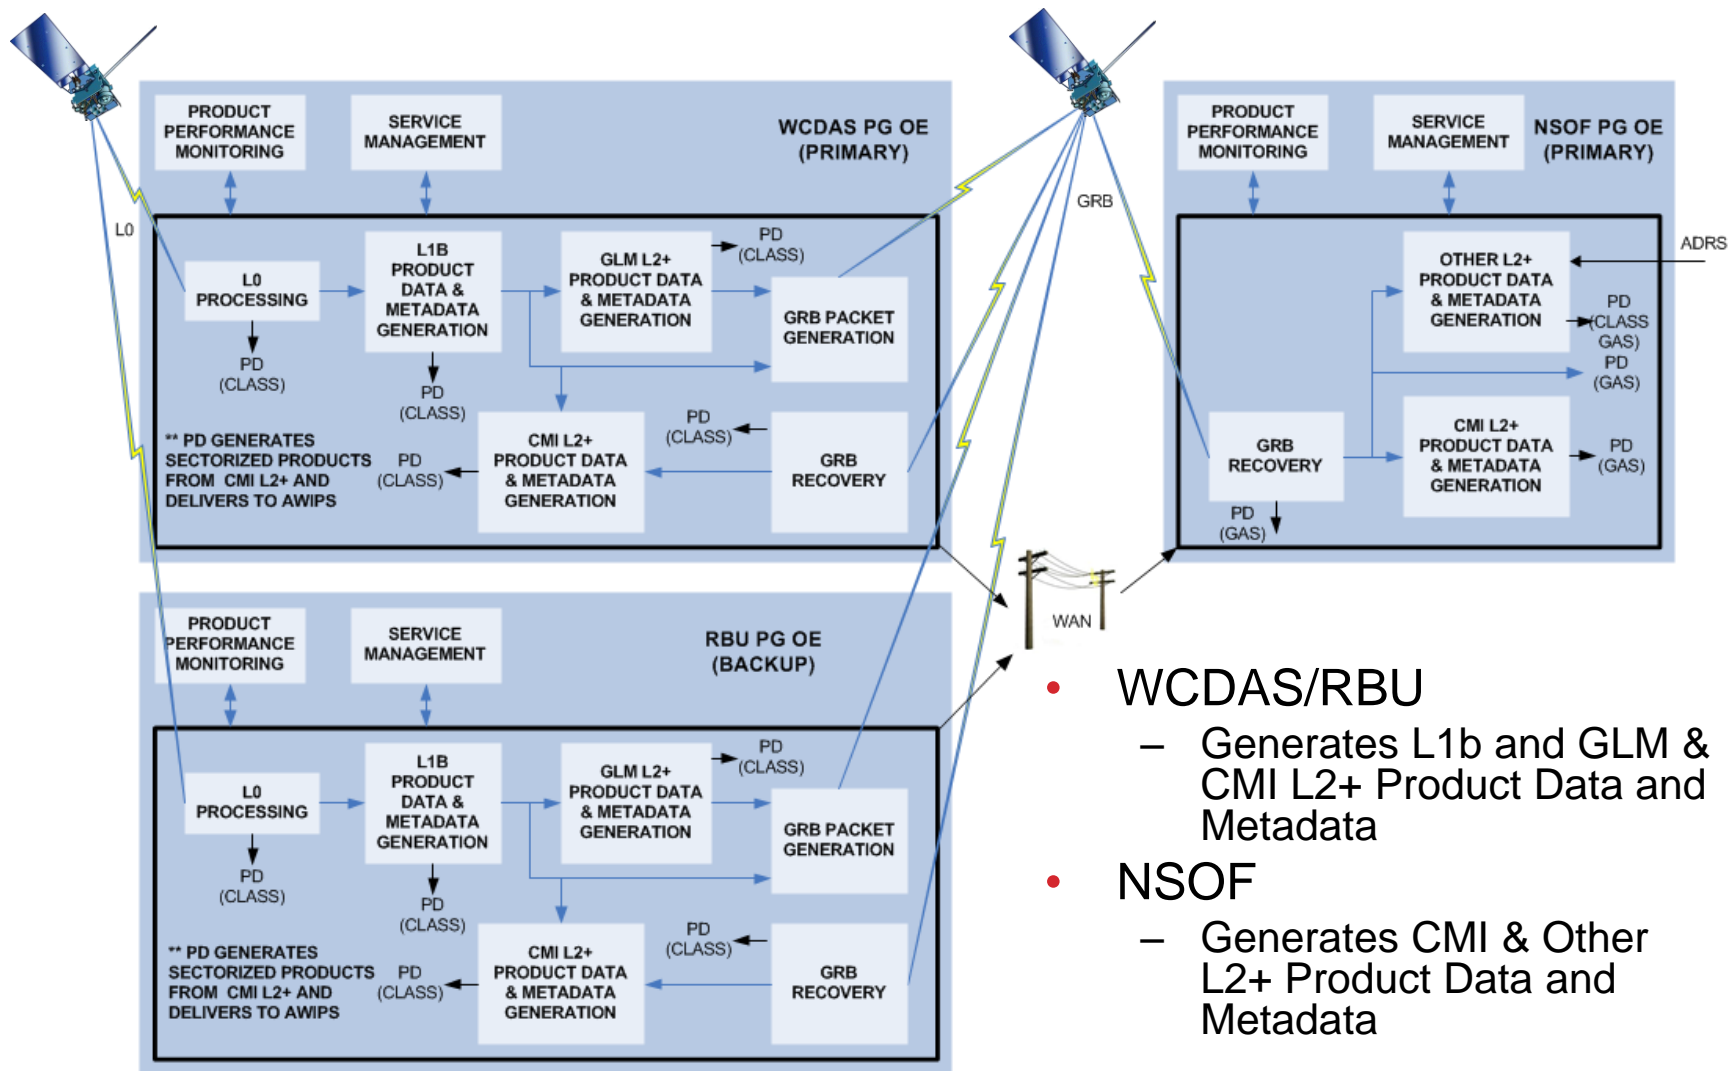 PRODUCT
PERFORMANCE
MONITORING
SERVICE
MANAGEMENT
WCDAS PG OE
(PRIMARY)
L0
L0
PROCESSING
PD
(CLASS)
L1B
PRODUCT
DATA &
METADATA
GENERATION
PD
(CLASS)
GLM L2+
PRODUCT DATA
& METADATA
GENERATION
PD
(CLASS)
GRB PACKET
GENERATION
** PD GENERATES
SECTORIZED PRODUCTS
FROM CMI L2+ AND
DELIVERS TO AWIPS
PD
(CLASS)
CMI L2+
PRODUCT DATA
& METADATA
GENERATION
PD
(CLASS)
GRB
RECOVERY
GRB
PRODUCT
PERFORMANCE
MONITORING
SERVICE
MANAGEMENT
NSOF PG OE
(PRIMARY)
ADRS
OTHER L2+
PRODUCT DATA
& METADATA
GENERATION
PD
(CLASS
GAS)
PD
(GAS)
GRB
RECOVERY
PD
(GAS)
CMI L2+
PRODUCT DATA
& METADATA
GENERATION
PD
(GAS)
WAN
PRODUCT
PERFORMANCE
MONITORING
SERVICE
MANAGEMENT
RBU PG OE
(BACKUP)
L0
PROCESSING
PD
(CLASS)
L1B
PRODUCT
DATA &
METADATA
GENERATION
PD
(CLASS)
GLM L2+
PRODUCT DATA
& METADATA
GENERATION
PD
(CLASS)
GRB PACKET
GENERATION
** PD GENERATES
SECTORIZED PRODUCTS
FROM CMI L2+ AND
DELIVERS TO AWIPS
PD
(CLASS)
CMI L2+
PRODUCT DATA
& METADATA
GENERATION
PD
(CLASS)
GRB
RECOVERY
• WCDAS/RBU
– Generates L1b and GLM &
CMI L2+ Product Data and
Metadata
• NSOF
– Generates CMI & Other
L2+ Product Data and
Metadata